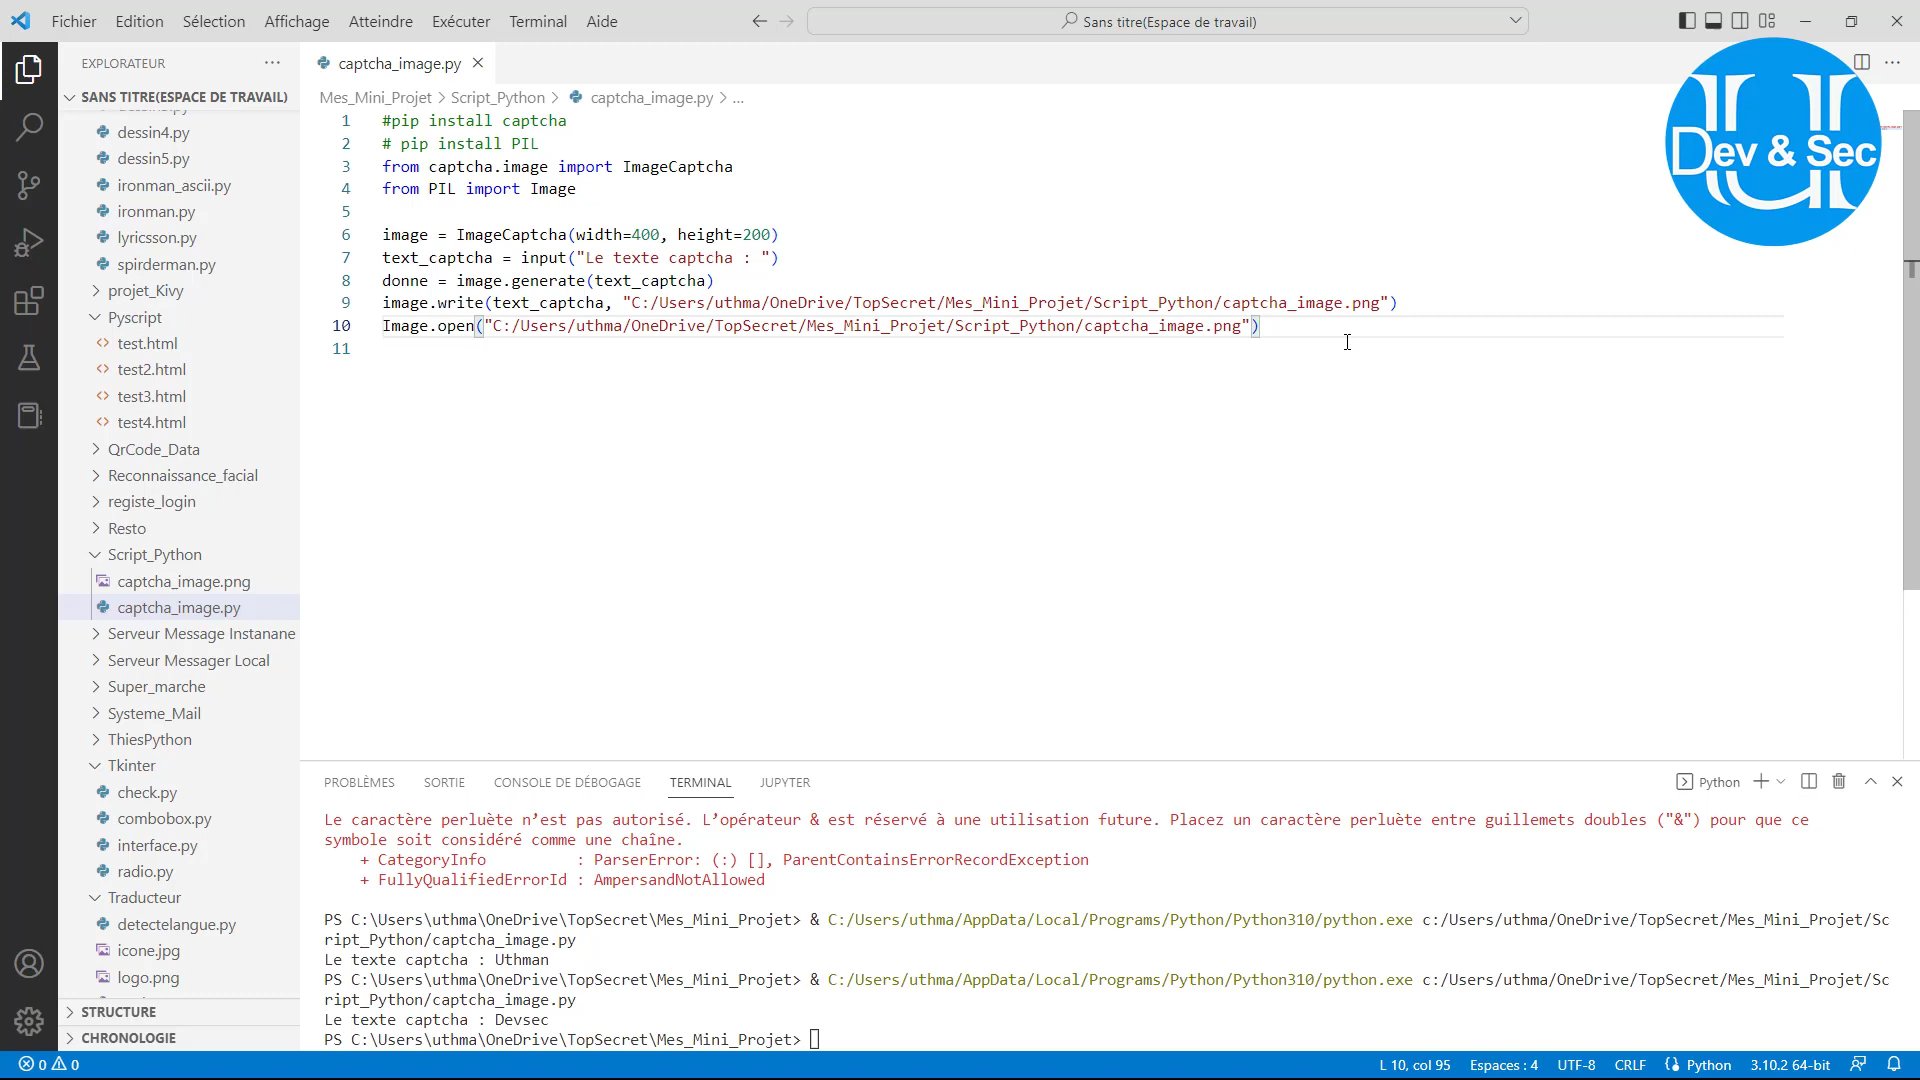 Fichier Edition Sélection Affichage Atteindre Exécuter Terminal Aide
Sans titre(Espace de travail)
EXPLORATEUR
SANS TITRE(ESPACE DE TRAVAIL)
dessin4.py
dessin5.py
ironman_ascii.py
ironman.py
lyricsson.py
spirderman.py
projet_Kivy
Pyscript
test.html
test2.html
test3.html
test4.html
QrCode_Data
Reconnaissance_facial
registe_login
Resto
Script_Python
captcha_image.png
captcha_image.py
Serveur Message Instanane
Serveur Messager Local
Super_marche
Systeme_Mail
ThiesPython
Tkinter
check.py
combobox.py
interface.py
radio.py
Traducteur
detectelangue.py
icone.jpg
logo.png
STRUCTURE
CHRONOLOGIE
captcha_image.py
Mes_Mini_Projet > Script_Python > captcha_image.py > ...
1 #pip install captcha
2 # pip install PIL
3 from captcha.image import ImageCaptcha
4 from PIL import Image
5
6 image = ImageCaptcha(width=400, height=200)
7 text_captcha = input("Le texte captcha : ")
8 donne = image.generate(text_captcha)
9 image.write(text_captcha, "C:/Users/uthma/OneDrive/TopSecret/Mes_Mini_Projet/Script_Python/captcha_image.png")
10 Image.open("C:/Users/uthma/OneDrive/TopSecret/Mes_Mini_Projet/Script_Python/captcha_image.png")
11
Dev & Sec
PROBLÈMES SORTIE CONSOLE DE DÉBOGAGE TERMINAL JUPYTER
Python
Le caractère perluète n’est pas autorisé. L’opérateur & est réservé à une utilisation future. Placez un caractère perluète entre guillemets doubles ("&") pour que ce
symbole soit considéré comme une chaîne.
+ CategoryInfo : ParserError: (:) [], ParentContainsErrorRecordException
+ FullyQualifiedErrorId : AmpersandNotAllowed
PS C:\Users\uthma\OneDrive\TopSecret\Mes_Mini_Projet> & C:/Users/uthma/AppData/Local/Programs/Python/Python310/python.exe c:/Users/uthma/OneDrive/TopSecret/Mes_Mini_Projet/Sc
ript_Python/captcha_image.py
Le texte captcha : Uthman
PS C:\Users\uthma\OneDrive\TopSecret\Mes_Mini_Projet> & C:/Users/uthma/AppData/Local/Programs/Python/Python310/python.exe c:/Users/uthma/OneDrive/TopSecret/Mes_Mini_Projet/Sc
ript_Python/captcha_image.py
Le texte captcha : Devsec
PS C:\Users\uthma\OneDrive\TopSecret\Mes_Mini_Projet>
0 0
L 10, col 95 Espaces : 4 UTF-8 CRLF Python 3.10.2 64-bit